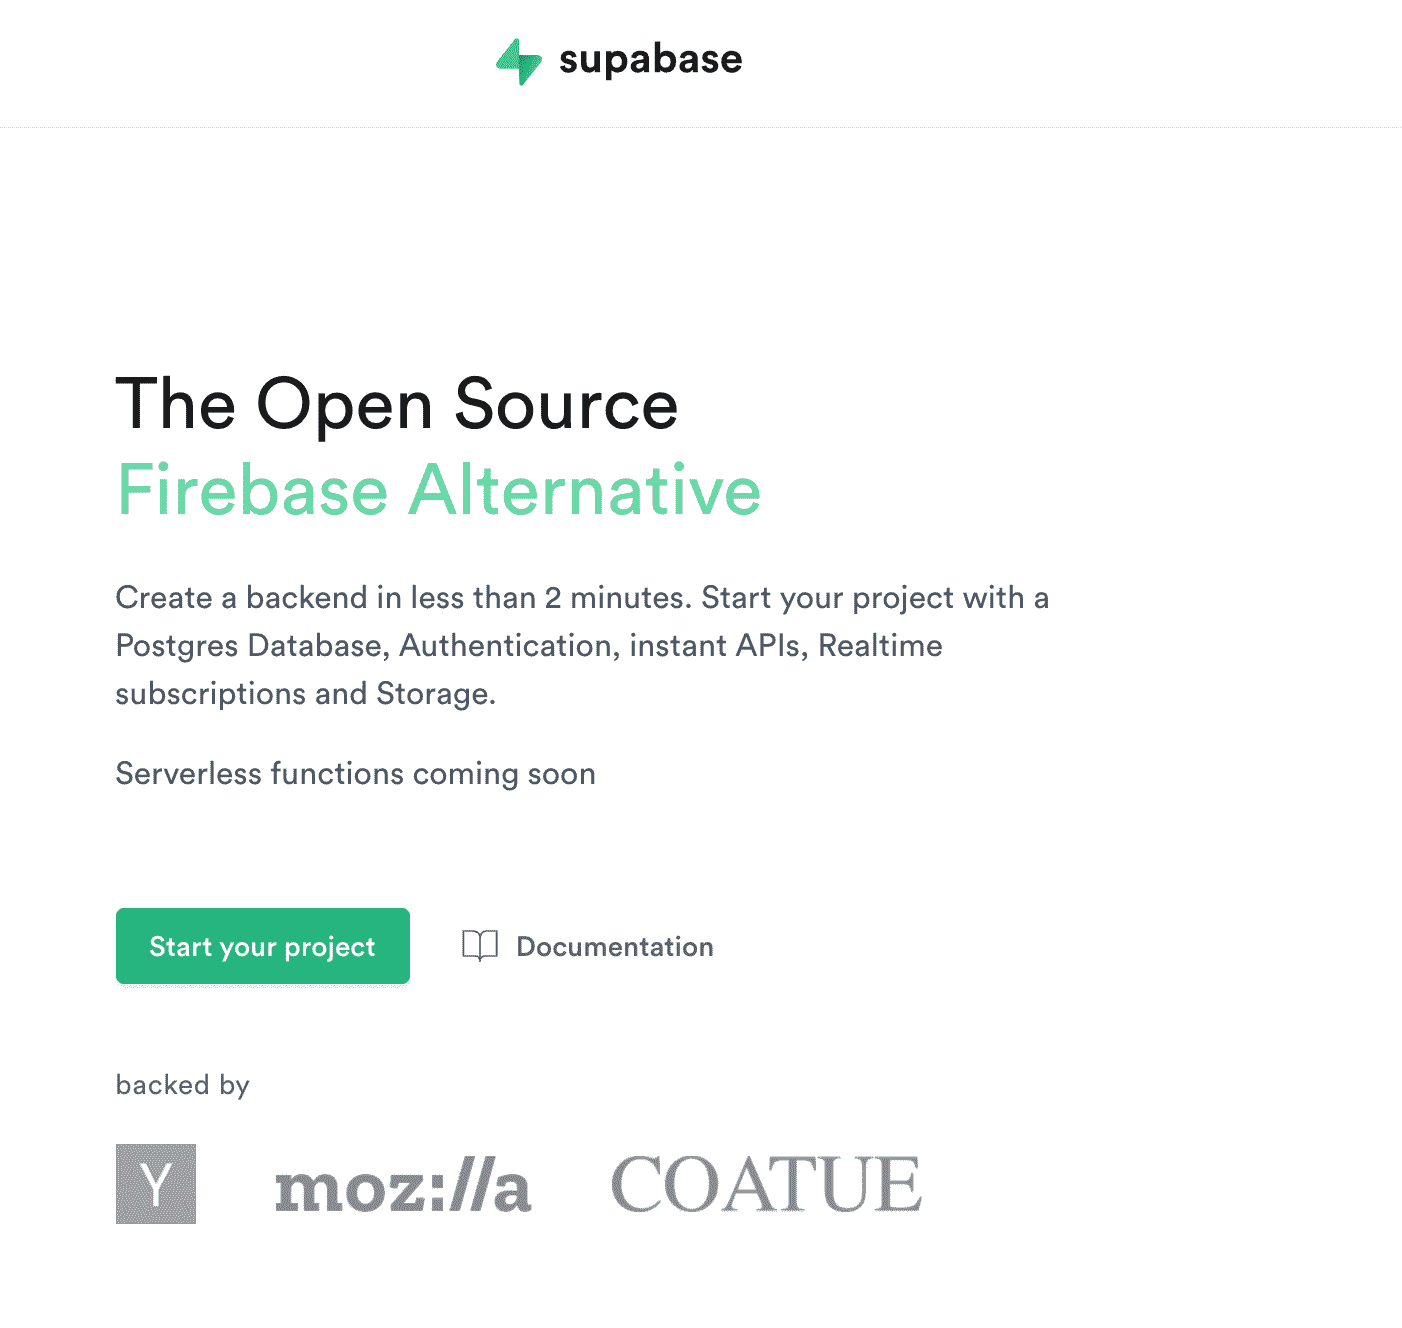 supabase
The Open Source
Firebase Alternative
Create a backend in less than 2 minutes. Start your project with a
Postgres Database, Authentication, instant APIs, Realtime
subscriptions and Storage.
Serverless functions coming soon
Start your project
Documentation
backed by
Y
moz://a
COATUE